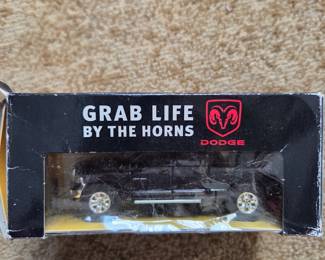 GRAB LIFE
BY THE HORNS
DODGE